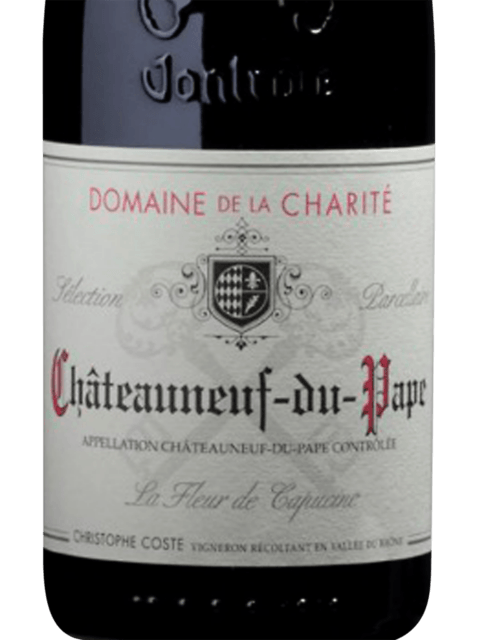 Contrôlé
DOMAINE DE LA CHARITÉ
Sélection Parcellaire
Châteauneuf-du-Pape
APPELLATION CHÂTEAUNEUF-DU-PAPE CONTRÔLÉE
La Fleur de Capucine
CHRISTOPHE COSTE VIGNERON RÉCOLTANT EN VALLÉE DU RHÔNE